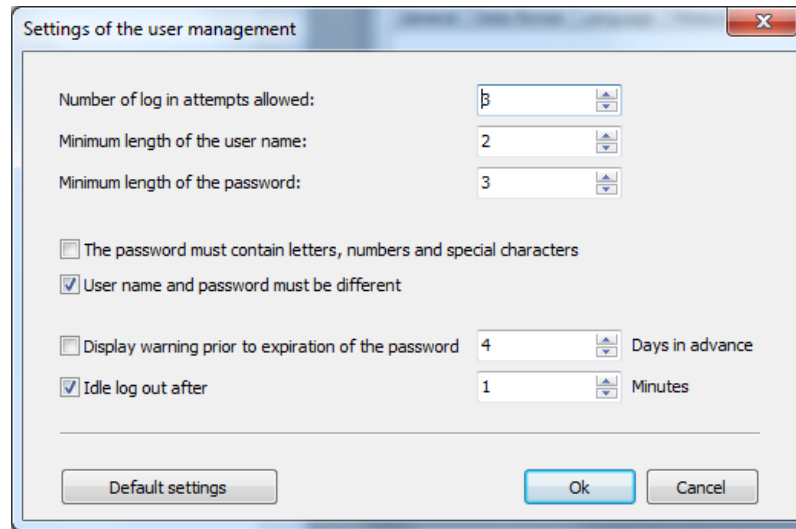 Settings of the user management
Number of log in attempts allowed: 3
Minimum length of the user name: 2
Minimum length of the password: 3
The password must contain letters, numbers and special characters
User name and password must be different
Display warning prior to expiration of the password 4 Days in advance
Idle log out after 1 Minutes
Default settings Ok Cancel